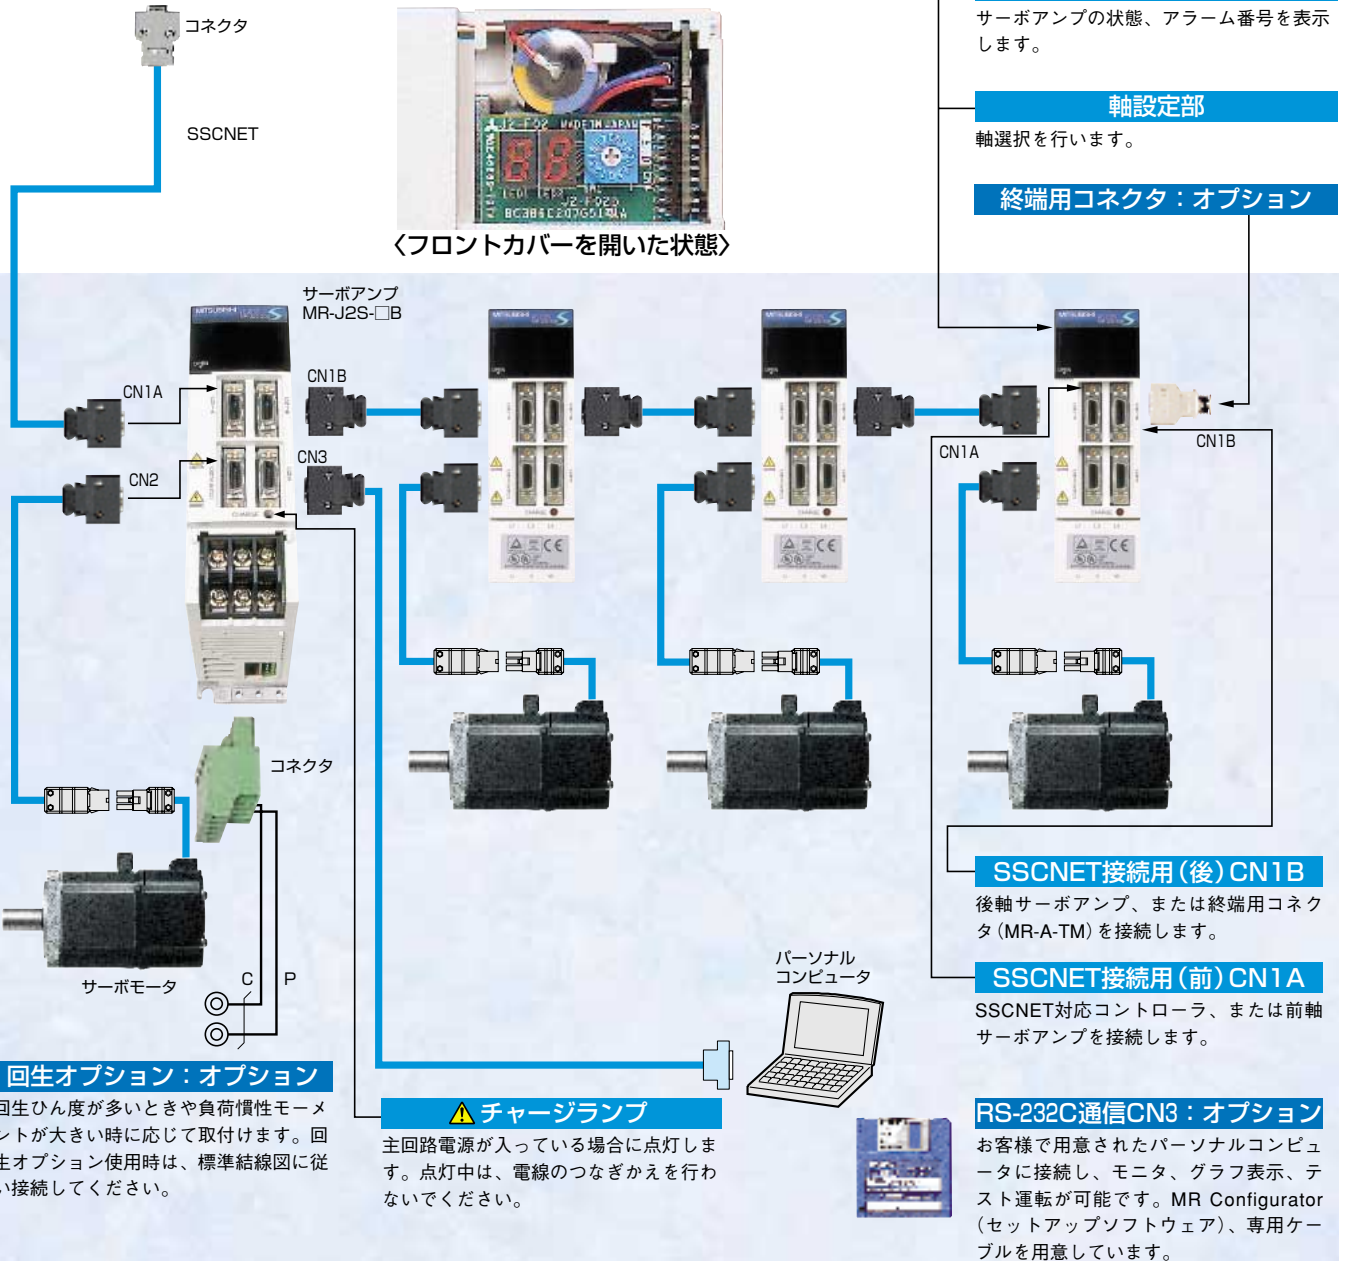 コネクタ
SSCNET
J2-F02 MADE IN JAPAN
〈フロントカバーを開いた状態〉
サーボアンプの状態、アラーム番号を表示
します。
軸設定部
軸選択を行います。
終端用コネクタ：オプション
サーボアンプ
MR-J2S-□B
MITSUBISHI
MITSUBISHI
MITSUBISHI
MITSUBISHI
CN1A
CN1B
CN2
CN3
CHARGE
CN1A
CN1B
コネクタ
サーボモータ
C
P
パーソナル
コンピュータ
SSCNET接続用（後）CN1B
後軸サーボアンプ、または終端用コネク
タ（MR-A-TM）を接続します。
SSCNET接続用（前）CN1A
SSCNET対応コントローラ、または前軸
サーボアンプを接続します。
回生オプション：オプション
回生ひん度が多いときや負荷慣性モーメ
ントが大きい時に応じて取付けます。回
生オプション使用時は、標準結線図に従
い接続してください。
チャージランプ
主回路電源が入っている場合に点灯しま
す。点灯中は、電線のつなぎかえを行わ
ないでください。
RS-232C通信CN3：オプション
お客様で用意されたパーソナルコンピュ
ータに接続し、モニタ、グラフ表示、テ
スト運転が可能です。MR Configurator
（セットアップソフトウェア）、専用ケー
ブルを用意しています。